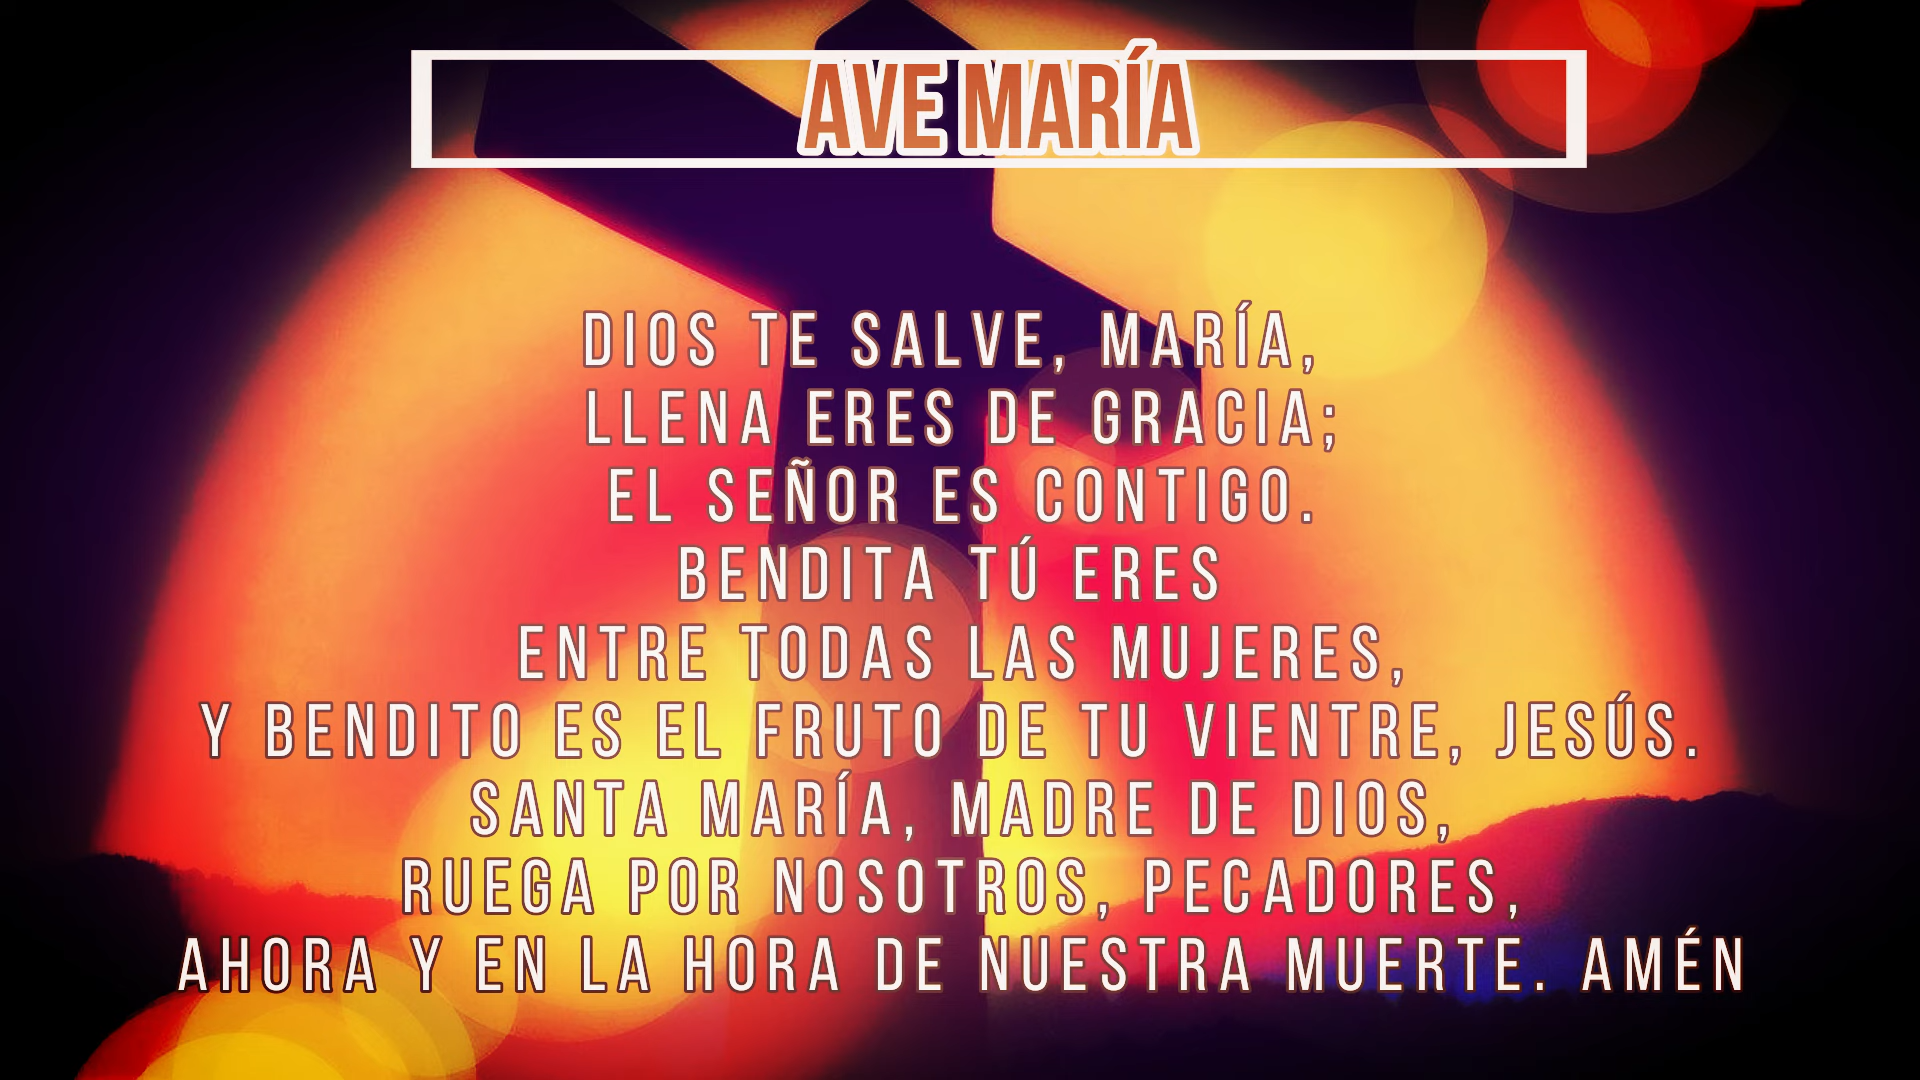 AVE MARÍA
DIOS TE SALVE, MARÍA,
LLENA ERES DE GRACIA;
EL SEÑOR ES CONTIGO.
BENDITA TÚ ERES
ENTRE TODAS LAS MUJERES,
Y BENDITO ES EL FRUTO DE TU VIENTRE, JESÚS.
SANTA MARÍA, MADRE DE DIOS,
RUEGA POR NOSOTROS, PECADORES,
AHORA Y EN LA HORA DE NUESTRA MUERTE. AMÉN